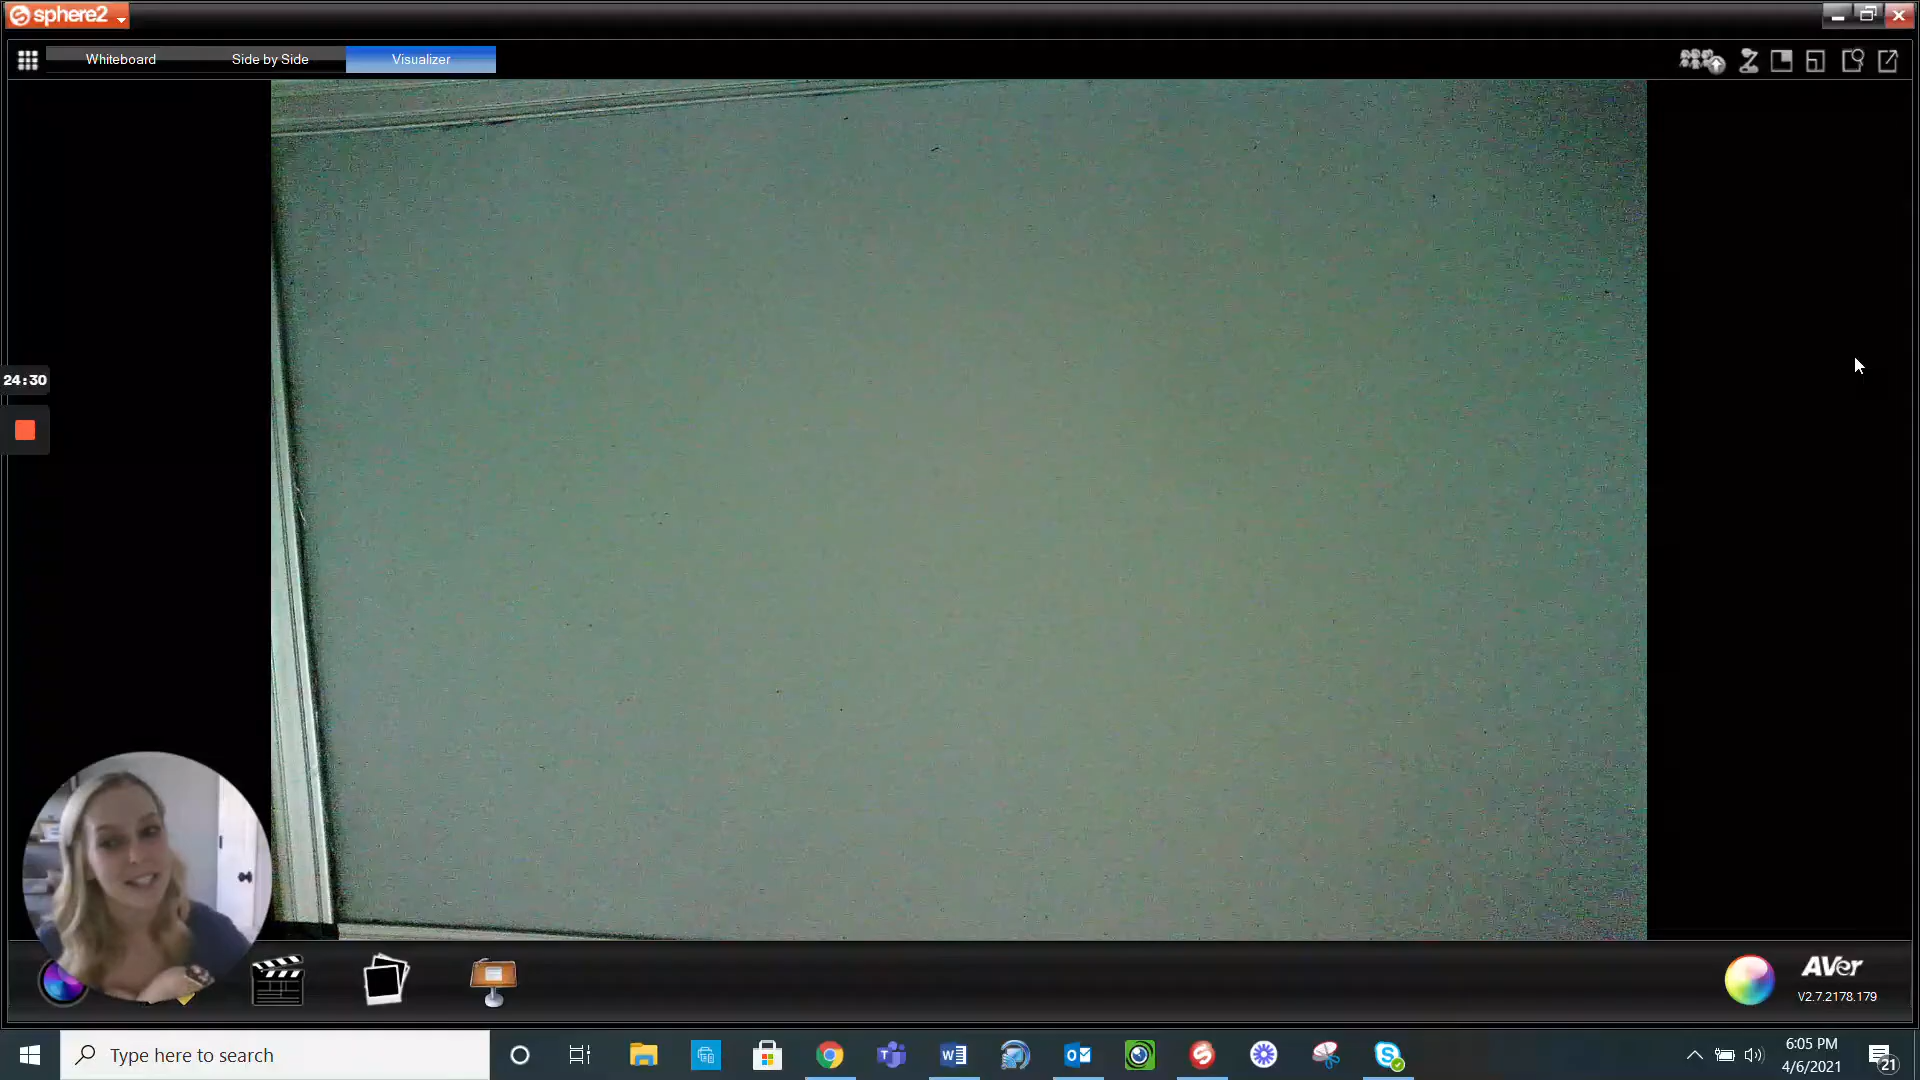 sphere2
Whiteboard
Side by Side
Visualizer
24:30
AVer
V2.7.2178.179
Type here to search
6:05 PM
4/6/2021
21